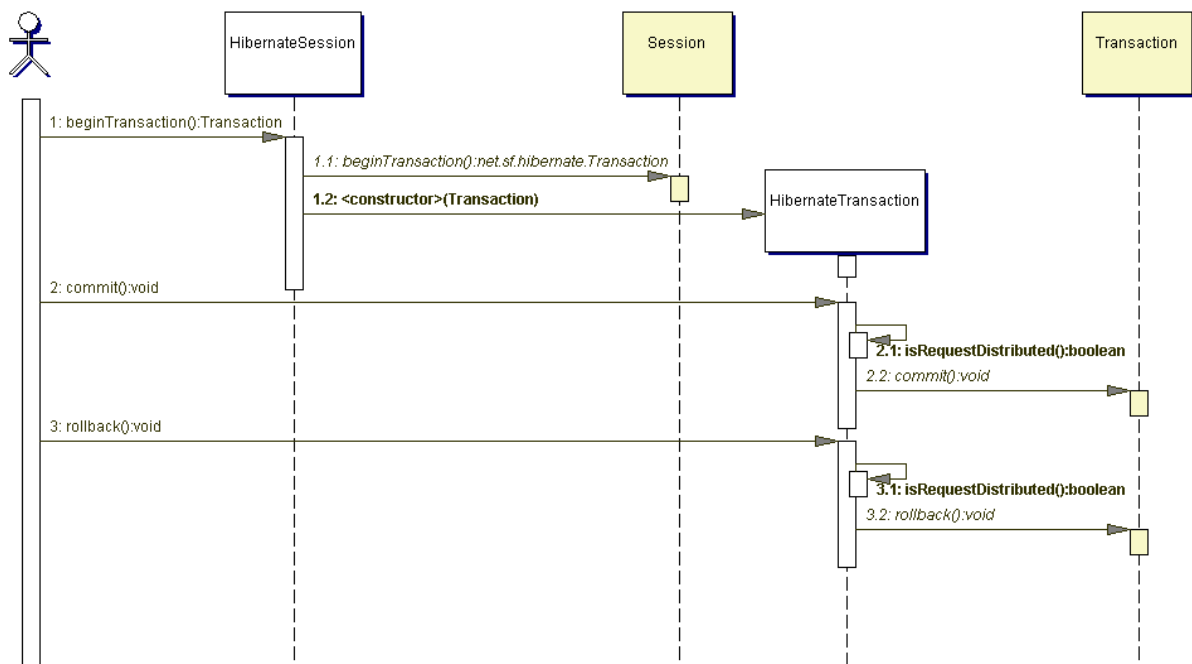 HibernateSession
Session
Transaction
1: beginTransaction():Transaction
1.1: beginTransaction():net.sf.hibernate.Transaction
1.2: <constructor>(Transaction)
HibernateTransaction
2: commit():void
2.1: isRequestDistributed():boolean
2.2: commit():void
3: rollback():void
3.1: isRequestDistributed():boolean
3.2: rollback():void